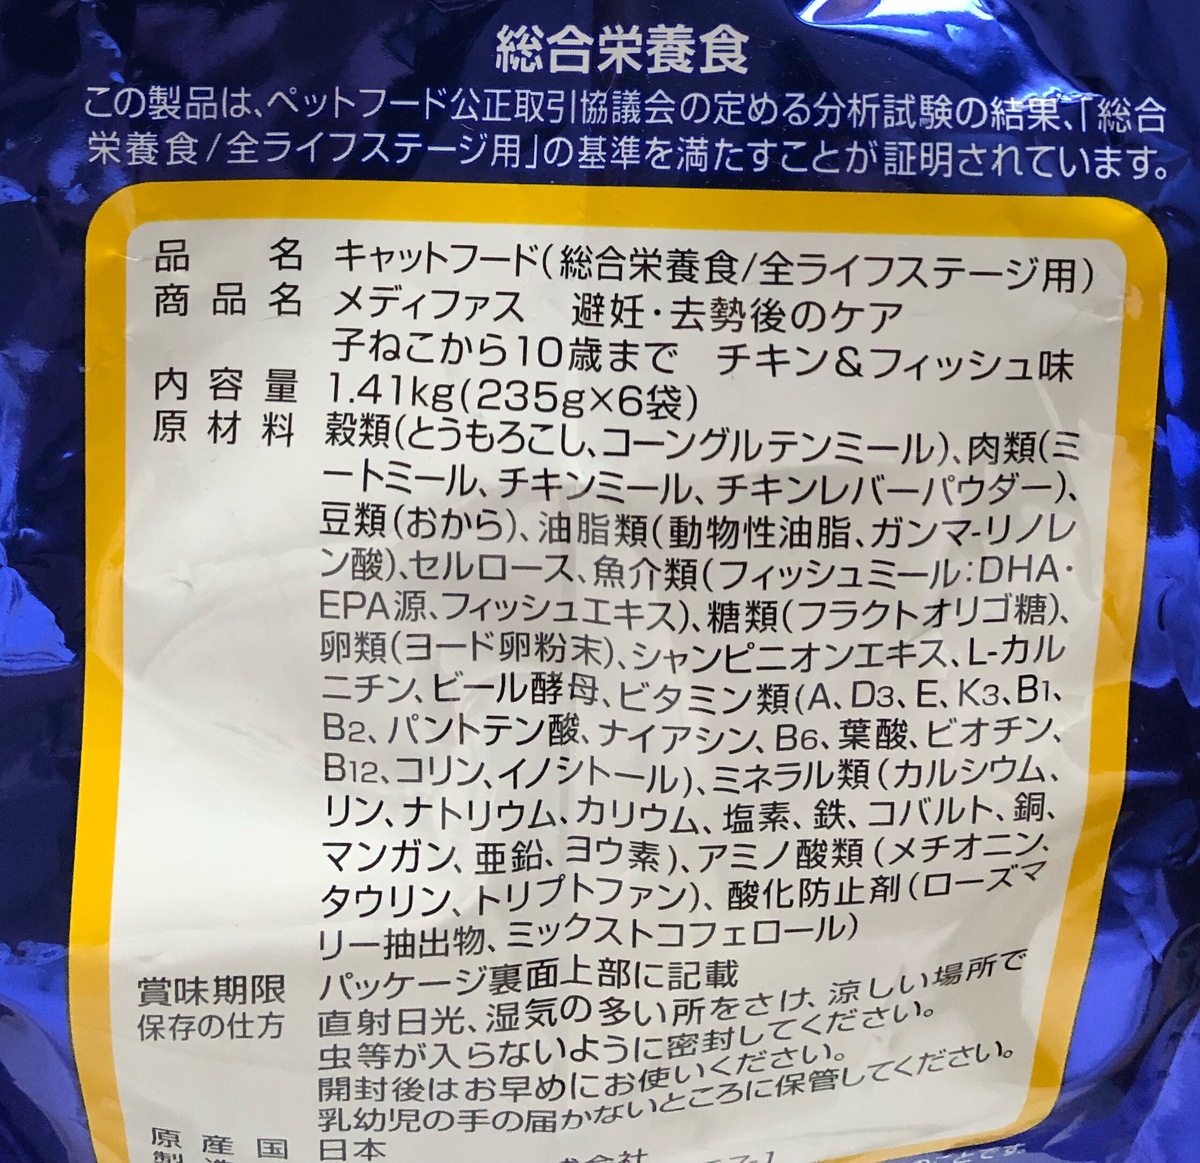 総合栄養食
この製品は、ペットフード公正取引協議会の定める分析試験の結果、「総合
栄養食/全ライフステージ用」の基準を満たすことが証明されています。
品名 キャットフード(総合栄養食/全ライフステージ用)
商品名 メディファス 避妊・去勢後のケア
子ねこから10歳まで チキン&フィッシュ味
内容量 1.41kg(235g×6袋)
原材料 穀類(とうもろこし、コーングルテンミール)、肉類(ミ
ートミール、チキンミール、チキンレバーパウダー)、
豆類(おから)、油脂類(動物性油脂、ガンマ-リノレ
ン酸)、セルロース、魚介類(フィッシュミール:DHA・
EPA源、フィッシュエキス)、糖類(フラクトオリゴ糖)、
卵類(ヨード卵粉末)、シャンピニオンエキス、L-カル
ニチン、ビール酵母、ビタミン類(A、D3、E、K3、B1、
B2、パントテン酸、ナイアシン、B6、葉酸、ビオチン、
B12、コリン、イノシトール)、ミネラル類(カルシウム、
リン、ナトリウム、カリウム、塩素、鉄、コバルト、銅、
マンガン、亜鉛、ヨウ素)、アミノ酸類(メチオニン、
タウリン、トリプトファン)、酸化防止剤(ローズマ
リー抽出物、ミックストコフェロール)
賞味期限 パッケージ裏面上部に記載
保存の仕方 直射日光、湿気の多い所をさけ、涼しい場所で
虫等が入らないように密封してください。
開封後はお早めにお使いください。
乳幼児の手の届かないところに保管してください。
原産国 日本